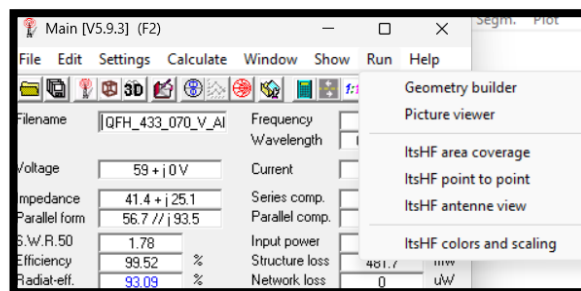 Segm. Plot
Main [V5.9.3] (F2)
File Edit Settings Calculate Window Show Run Help
3D
Geometry builder
Picture viewer
ItsHF area coverage
ItsHF point to point
ItsHF antenne view
ItsHF colors and scaling
Filename QFH_433_070_V_Al Frequency
Wavelength
Voltage 59 + j 0 V Current
Impedance 41.4 + j 25.1 Series comp.
Parallel form 56.7 // j 93.5 Parallel comp.
S.W.R.50 1.78 Input power
Efficiency 99.52 % Structure loss 481.7 mW
Radiat-eff. 93.09 % Network loss 0 uW